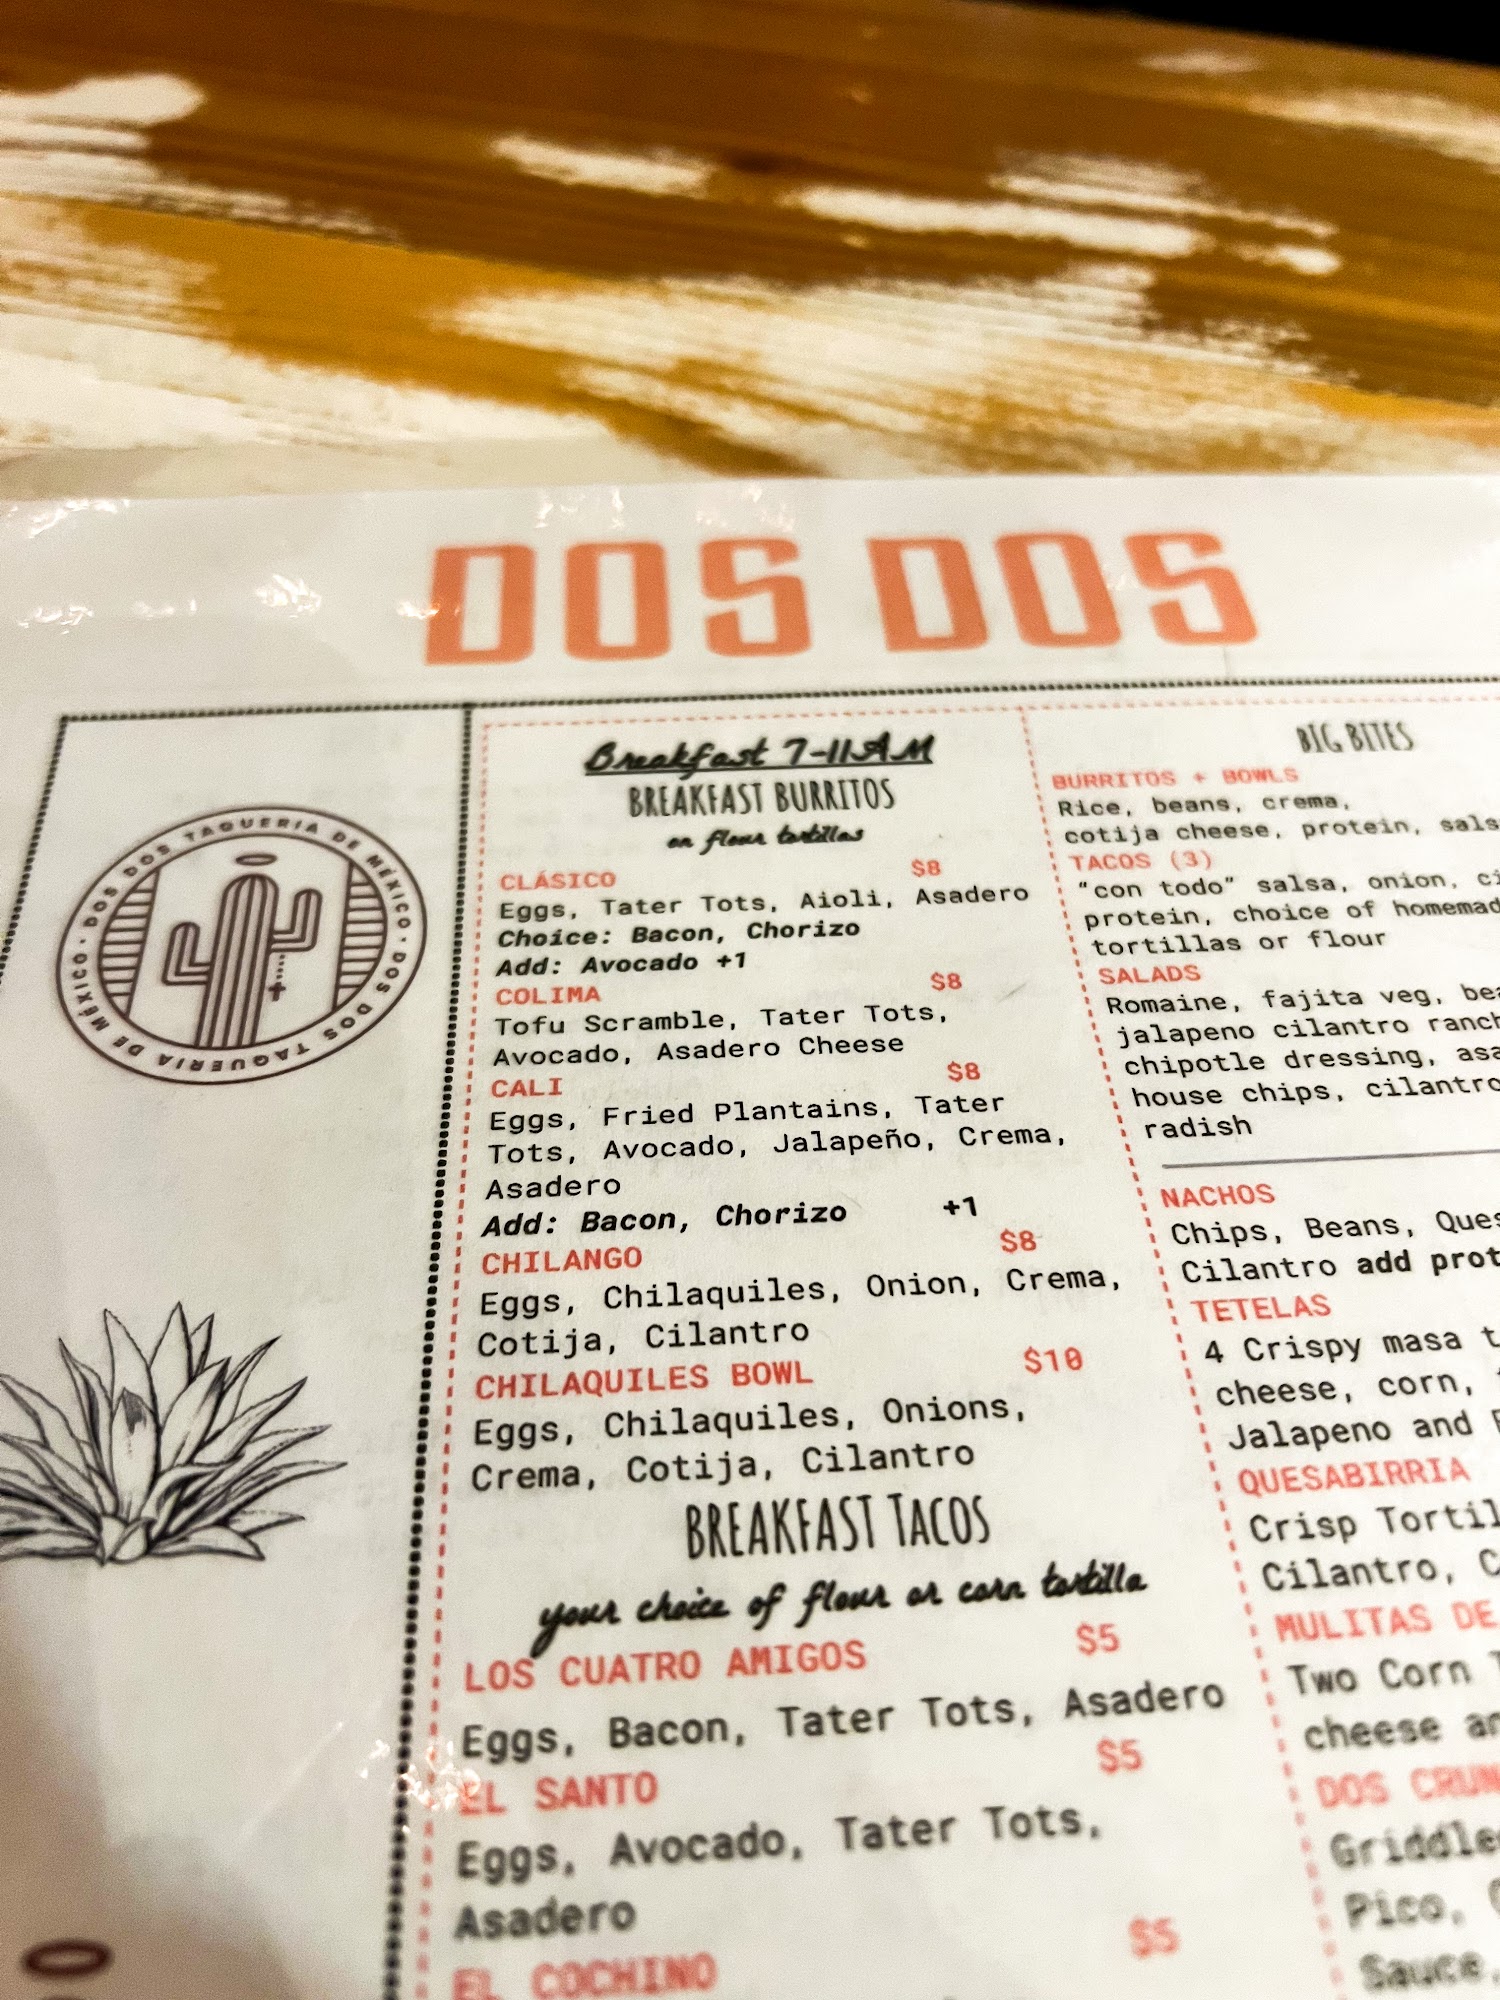 DOS DOS
DOS DOS TAQUERIA DE MÉXICO · DOS DOS TAQUERIA DE MÉXICO ·
Breakfast 7-11AM
BREAKFAST BURRITOS
on flour tortillas
CLÁSICO $8
Eggs, Tater Tots, Aioli, Asadero
Choice: Bacon, Chorizo
Add: Avocado +1
COLIMA $8
Tofu Scramble, Tater Tots,
Avocado, Asadero Cheese
CALI $8
Eggs, Fried Plantains, Tater
Tots, Avocado, Jalapeño, Crema,
Asadero
Add: Bacon, Chorizo +1
CHILANGO $8
Eggs, Chilaquiles, Onion, Crema,
Cotija, Cilantro
CHILAQUILES BOWL $10
Eggs, Chilaquiles, Onions,
Crema, Cotija, Cilantro
BREAKFAST TACOS
your choice of flour or corn tortilla
LOS CUATRO AMIGOS $5
Eggs, Bacon, Tater Tots, Asadero
EL SANTO $5
Eggs, Avocado, Tater Tots,
Asadero
EL COCHINO $5
BIG BITES
BURRITOS + BOWLS
Rice, beans, crema,
cotija cheese, protein,
TACOS (3)
"con todo" salsa, onion,
protein, choice of
tortillas or flour
SALADS
Romaine, fajita veg,
jalapeno cilantro
chipotle dressing,
house chips, cilantro
radish
NACHOS
Chips, Beans,
Cilantro add
TETELAS
4 Crispy masa
cheese, corn,
Jalapeno and
QUESABIRRIA
Crisp
Cilantro,
MULITAS DE
Two Corn
cheese
DOS
Pico,
Sauce,